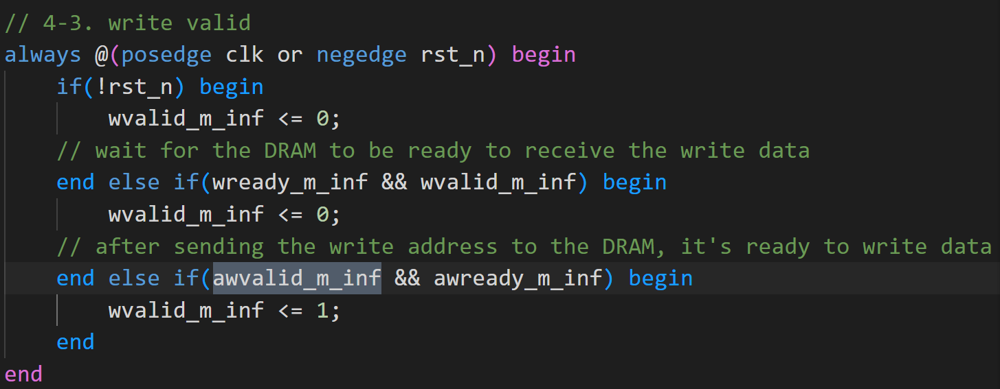 // 4-3. write valid
always @(posedge clk or negedge rst_n) begin
    if(!rst_n) begin
        wvalid_m_inf <= 0;
    // wait for the DRAM to be ready to receive the write data
    end else if(wready_m_inf && wvalid_m_inf) begin
        wvalid_m_inf <= 0;
    // after sending the write address to the DRAM, it's ready to write data
    end else if(awvalid_m_inf && awready_m_inf) begin
        wvalid_m_inf <= 1;
    end
end